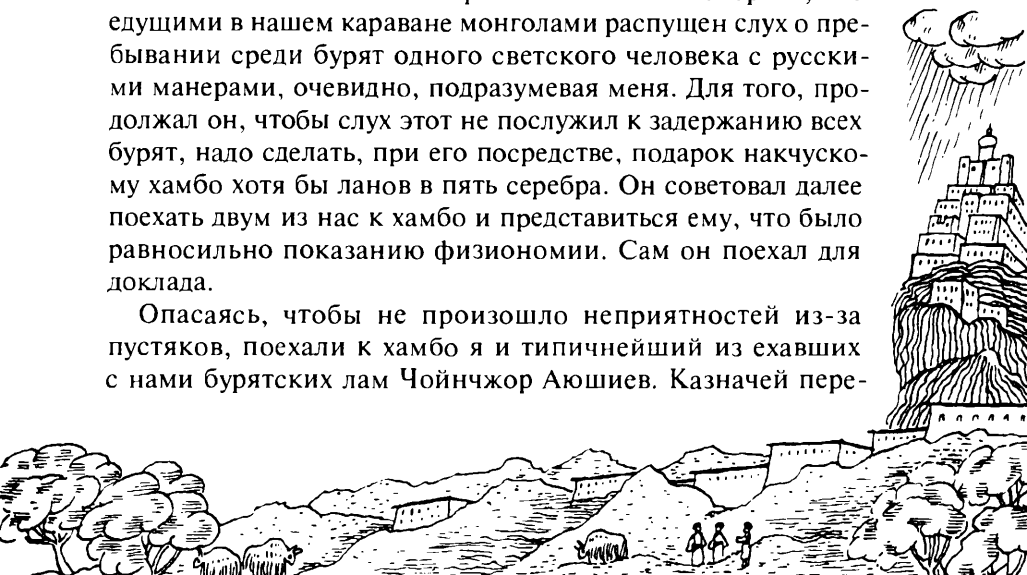 едущими в нашем караване монголами распущен слух о пре-
бывании среди бурят одного светского человека с русски-
ми манерами, очевидно, подразумевая меня. Для того, про-
должал он, чтобы слух этот не послужил к задержанию всех
бурят, надо сделать, при его посредстве, подарок накчуско-
му хамбо хотя бы ланов в пять серебра. Он советовал далее
поехать двум из нас к хамбо и представиться ему, что было
равносильно показанию физиономии. Сам он поехал для
доклада.
Опасаясь, чтобы не произошло неприятностей из-за
пустяков, поехали к хамбо я и типичнейший из ехавших
с нами бурятских лам Чойнчжор Аюшиев. Казначей пере-